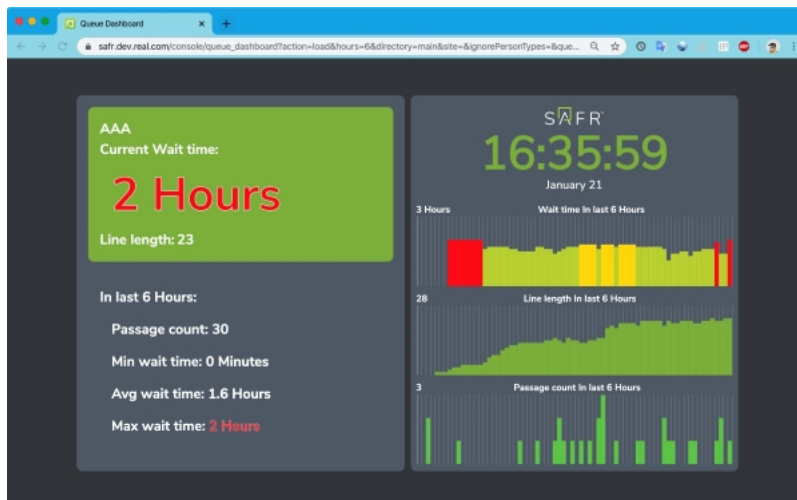 Queue Dashboard
safr.dev.real.com/console/queue_dashboard?action=load&hours=6&directory=main&site=&ignorePersonTypes=&que...
AAA
Current Wait time:
2 Hours
Line length: 23
In last 6 Hours:
Passage count: 30
Min wait time: 0 Minutes
Avg wait time: 1.6 Hours
Max wait time: 2 Hours
SAFR
16:35:59
January 21
3 Hours Wait time In last 6 Hours
28 Line length In last 6 Hours
3 Passage count In last 6 Hours